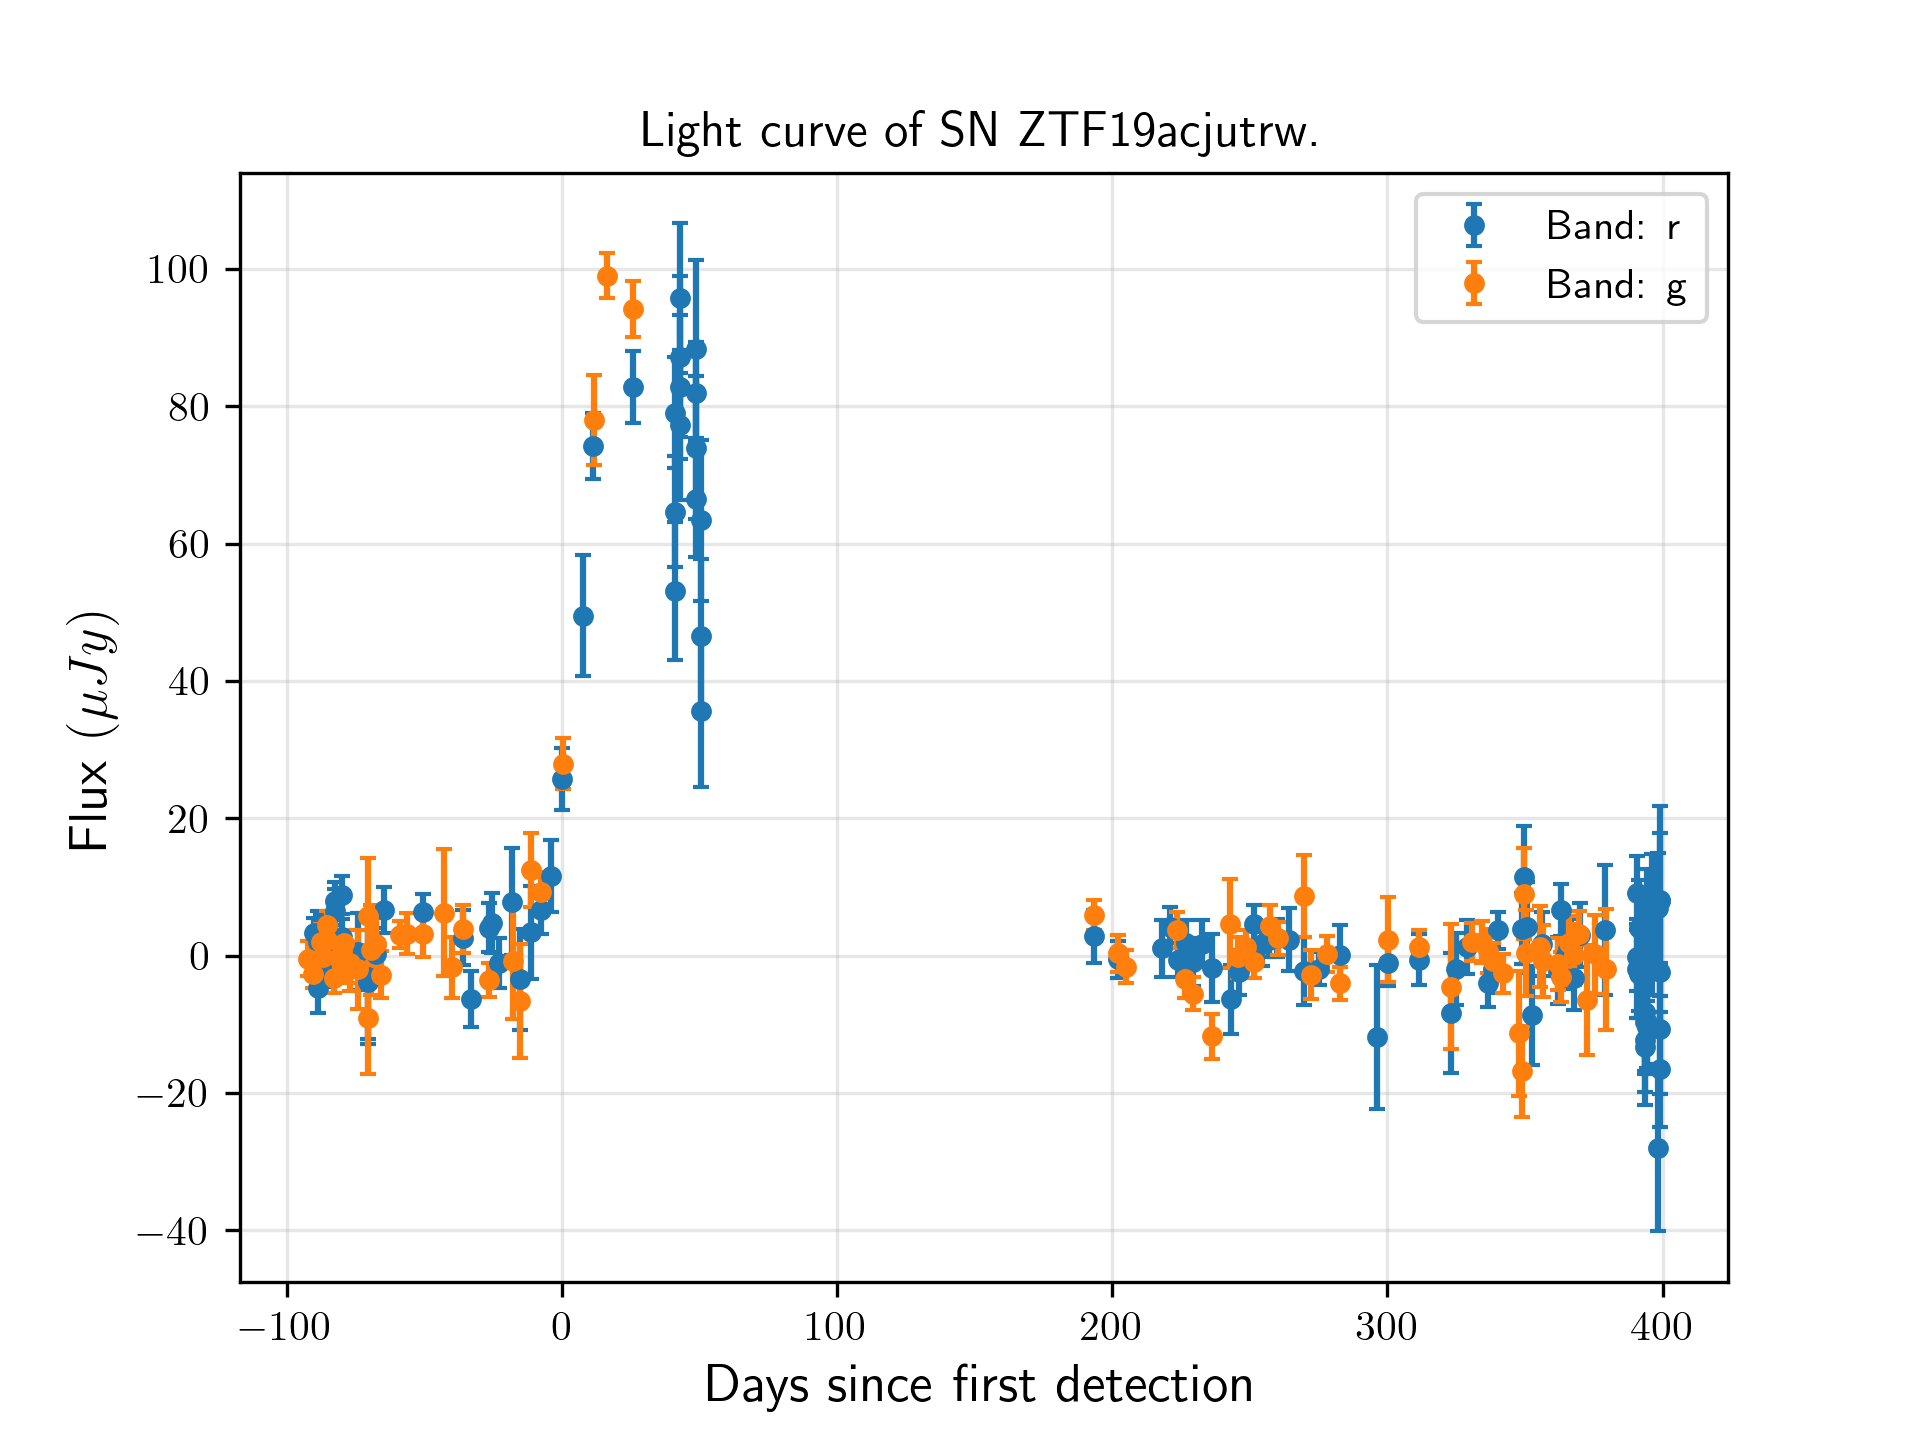 Light curve of SN ZTF19acjutrw.
Band: r
Band: g
Flux (μJy)
100
80
60
40
20
0
−20
−40
−100 0 100 200 300 400
Days since first detection